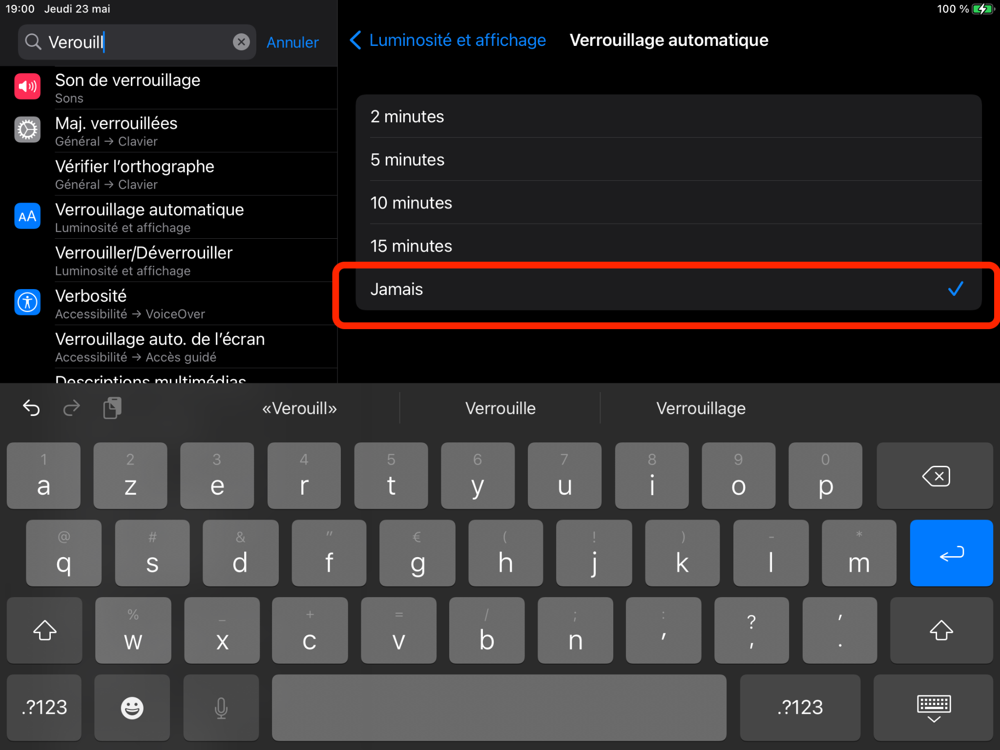 19:00 Jeudi 23 mai
100 %
Verouill
Annuler
Son de verrouillage
Sons
Maj. verrouillées
Général → Clavier
Vérifier l’orthographe
Général → Clavier
AA
Verrouillage automatique
Luminosité et affichage
Verrouiller/Déverrouiller
Luminosité et affichage
Verbosité
Accessibilité → VoiceOver
Verrouillage auto. de l’écran
Accessibilité → Accès guidé
Descriptions multimédias
Luminosité et affichage
Verrouillage automatique
2 minutes
5 minutes
10 minutes
15 minutes
Jamais
«Verouill» Verrouille Verrouillage
1 2 3 4 5 6 7 8 9 0
a z e r t y u i o p
@ # & " € ( ! ) - *
q s d f g h j k l m
% _ + = / ; : ? ′
w x c v b n ′ , .
.?123 .?123